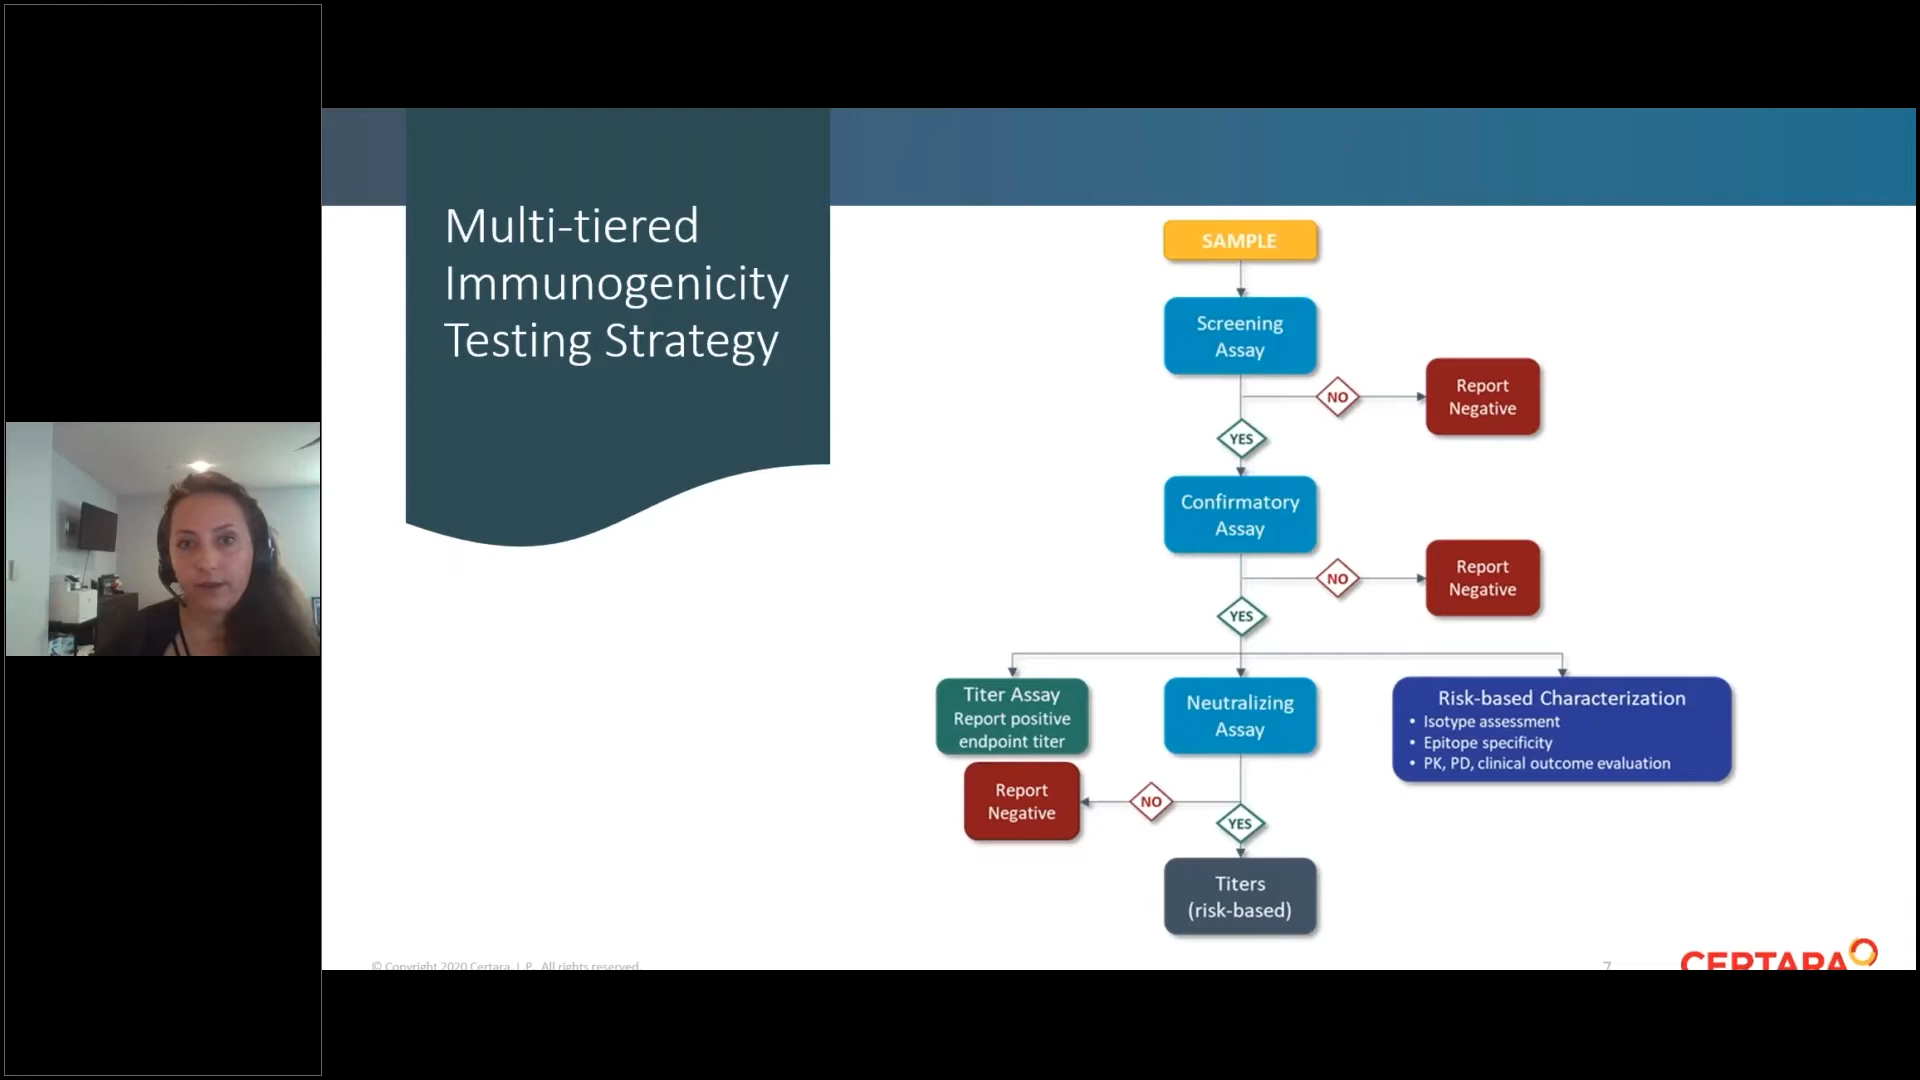 Multi-tiered
Immunogenicity
Testing Strategy
SAMPLE
Screening
Assay
NO
Report
Negative
YES
Confirmatory
Assay
NO
Report
Negative
YES
Titer Assay
Report positive
endpoint titer
Neutralizing
Assay
Risk-based Characterization
• Isotype assessment
• Epitope specificity
• PK, PD, clinical outcome evaluation
Report
Negative
NO
YES
Titers
(risk-based)
© Copyright 2020 Certara, L.P. All rights reserved.
7
CERTARA